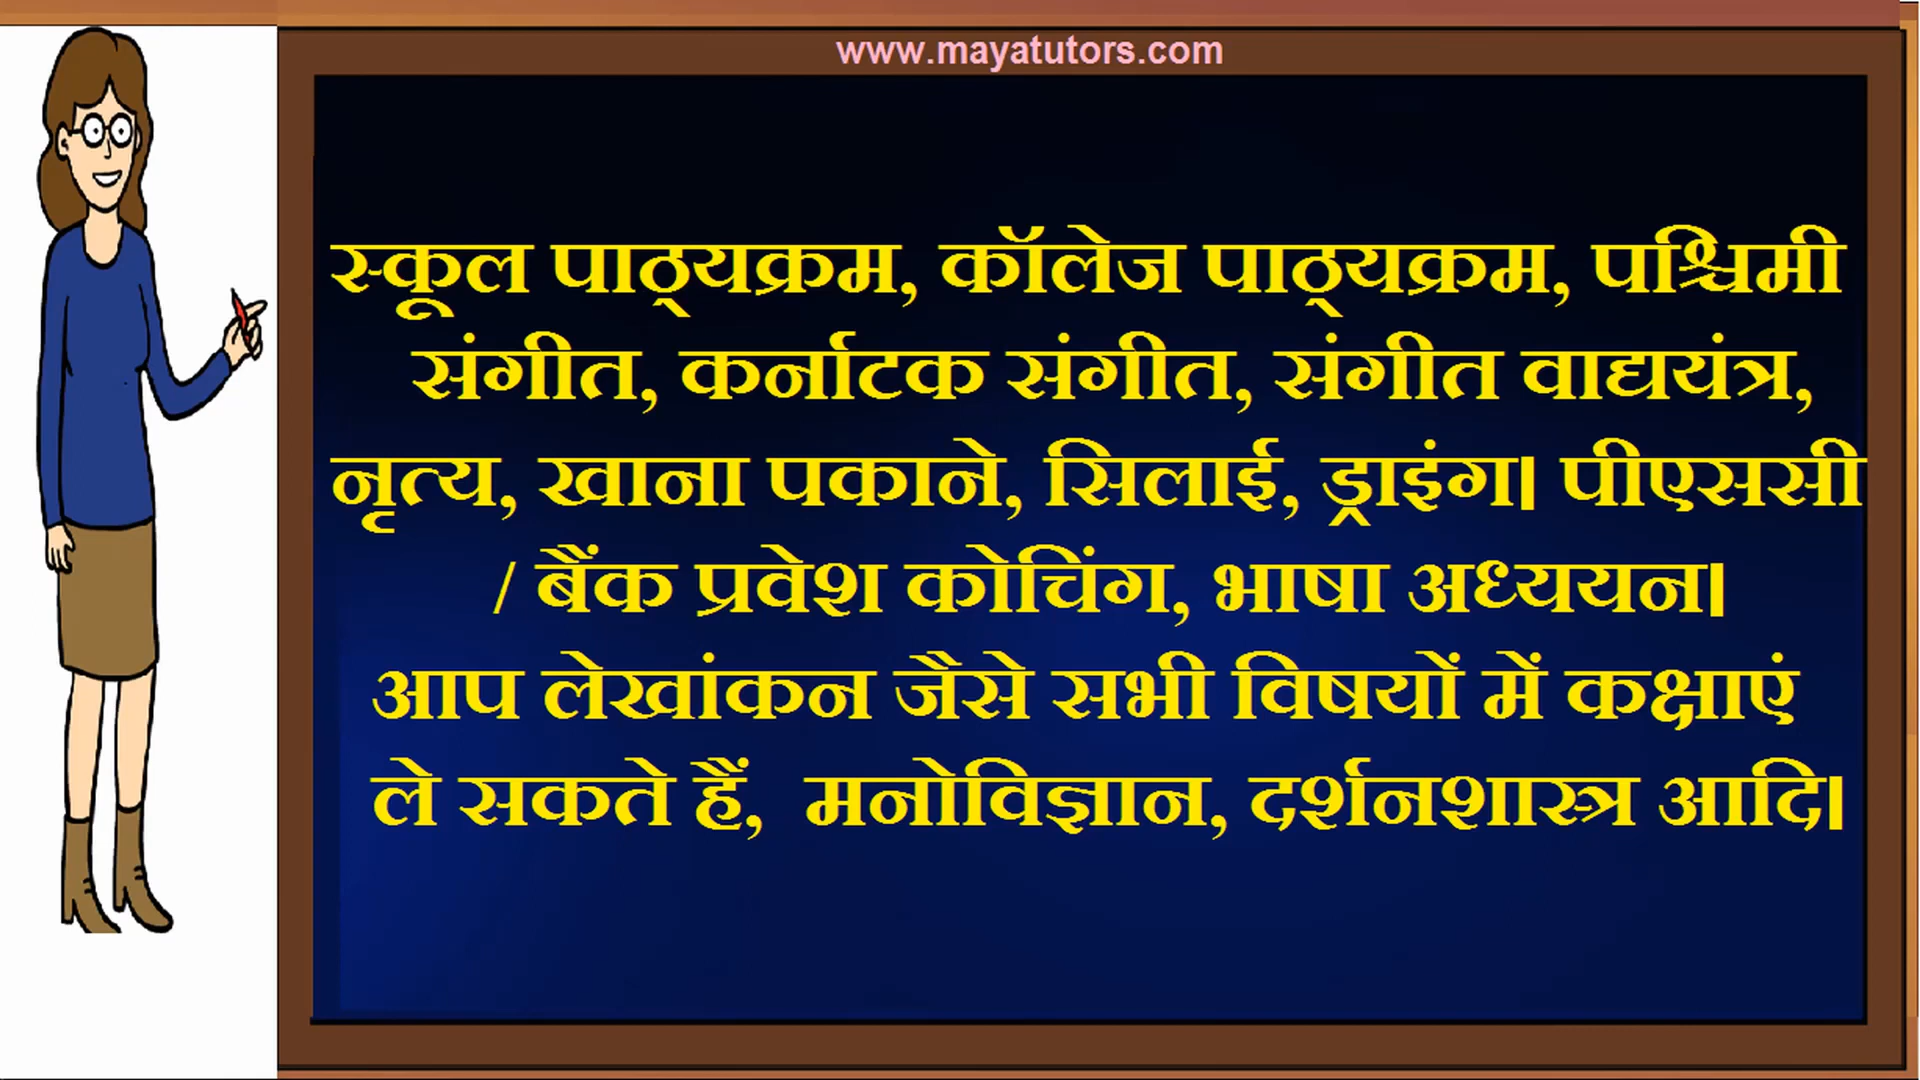 www.mayatutors.com
स्कूल पाठ्यक्रम, कॉलेज पाठ्यक्रम, पश्चिमी
संगीत, कर्नाटक संगीत, संगीत वाद्ययंत्र,
नृत्य, खाना पकाने, सिलाई, ड्राइंग। पीएससी
/ बैंक प्रवेश कोचिंग, भाषा अध्ययन।
आप लेखांकन जैसे सभी विषयों में कक्षाएं
ले सकते हैं, मनोविज्ञान, दर्शनशास्त्र आदि।